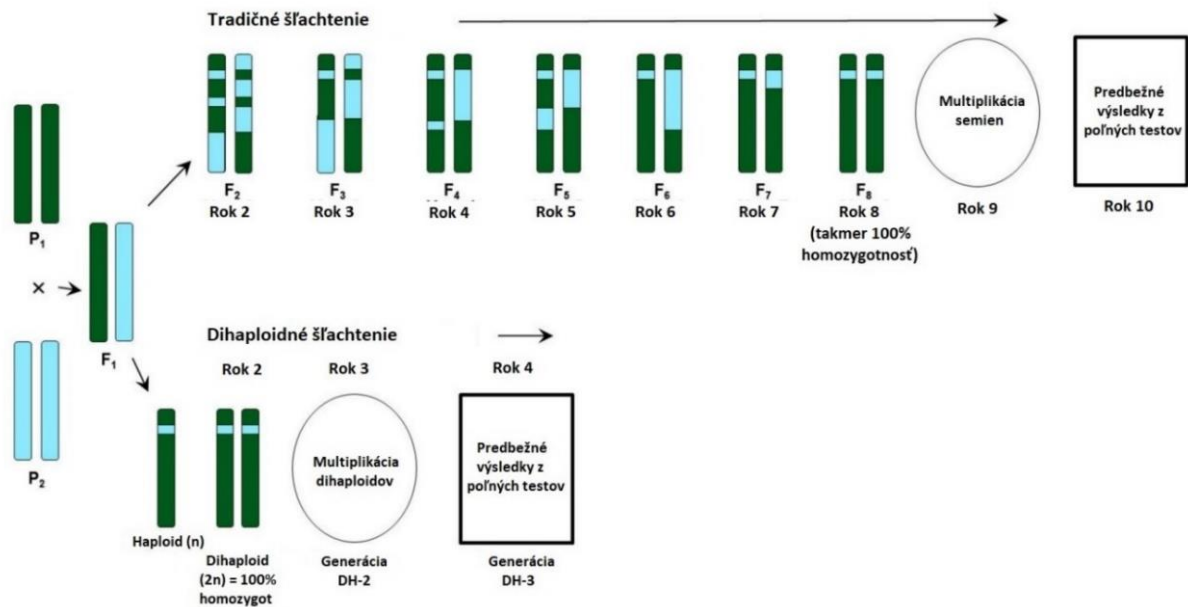 Tradičné šľachtenie
P₁
×
P₂
F₁
F₂
Rok 2
F₃
Rok 3
F₄
Rok 4
F₅
Rok 5
F₆
Rok 6
F₇
Rok 7
F₈
Rok 8
(takmer 100%
homozygotnosť)
Multiplikácia
semien
Rok 9
Predbežné
výsledky z
poľných testov
Rok 10
Dihaploidné šľachtenie
Rok 2
Rok 3
Rok 4
Haploid (n)
Dihaploid
(2n) = 100%
homozygot
Multiplikácia
dihaploidov
Generácia
DH-2
Predbežné
výsledky z
poľných testov
Generácia
DH-3